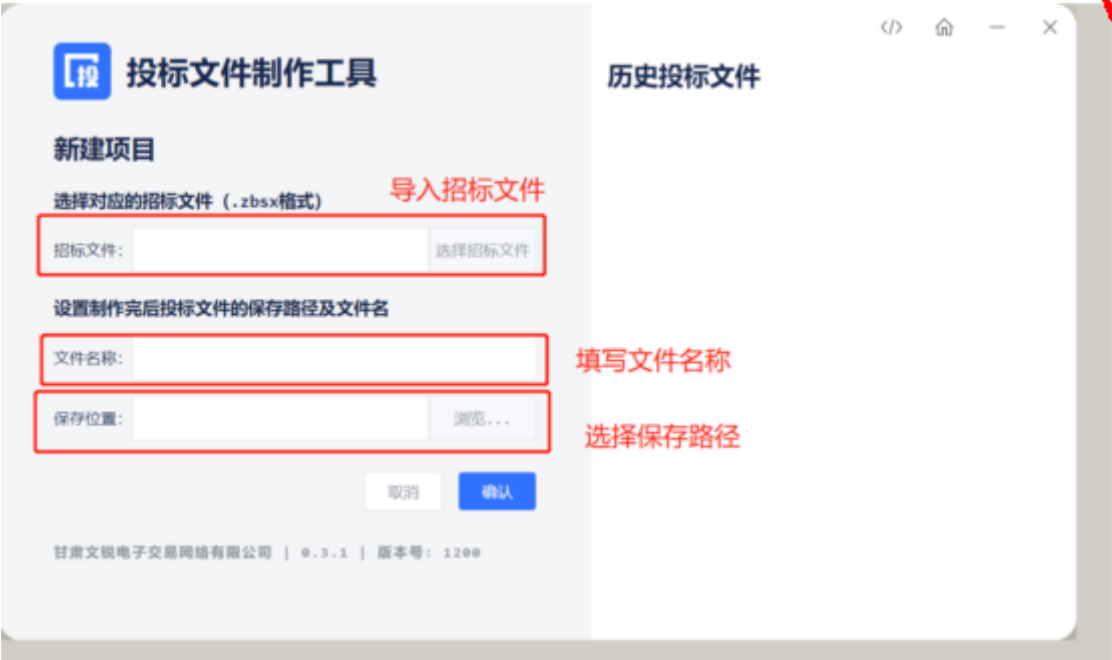 投
投标文件制作工具
历史投标文件
新建项目
导入招标文件
选择对应的招标文件（.zbsx格式）
招标文件：
选择招标文件
设置制作完后投标文件的保存路径及文件名
文件名称：
填写文件名称
保存位置：
浏览...
选择保存路径
取消
确认
甘肃文锐电子交易网络有限公司 | 0.3.1 | 版本号：1200